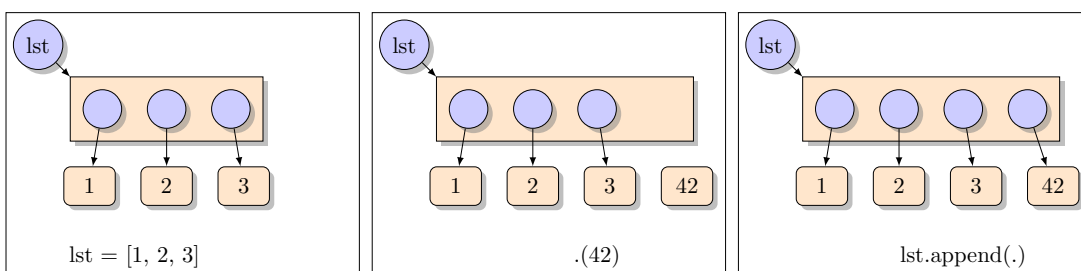 lst
1
2
3
lst = [1, 2, 3]
lst
1
2
3
42
.(42)
lst
1
2
3
42
lst.append(.)